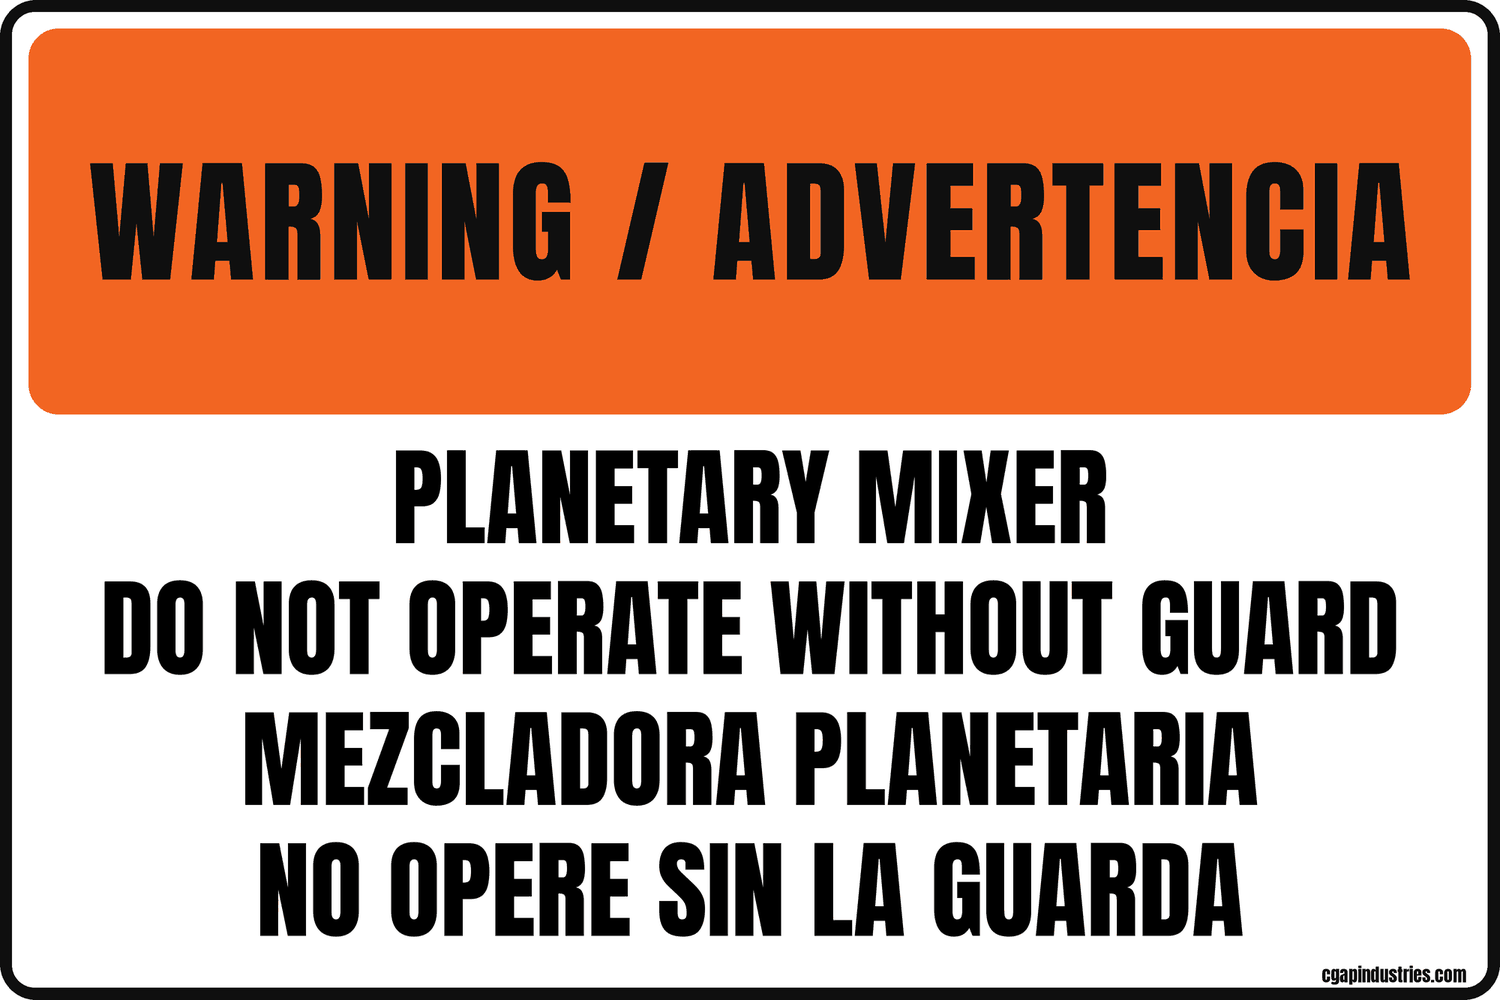 WARNING / ADVERTENCIA
PLANETARY MIXER
DO NOT OPERATE WITHOUT GUARD
MEZCLADORA PLANETARIA
NO OPERE SIN LA GUARDA
cgapindustries.com